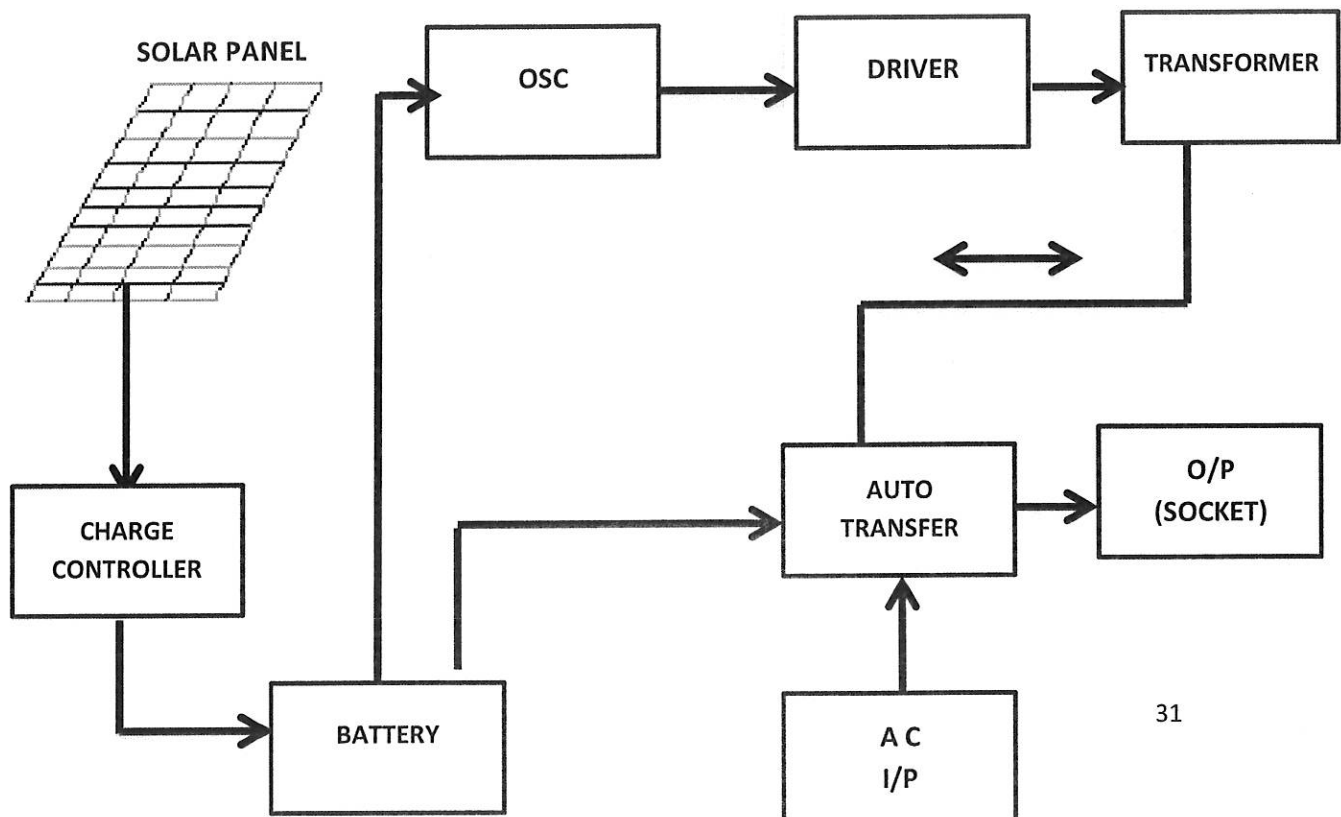 SOLAR PANEL
OSC
DRIVER
TRANSFORMER
CHARGE
CONTROLLER
BATTERY
AUTO
TRANSFER
O/P
(SOCKET)
A C
I/P
31